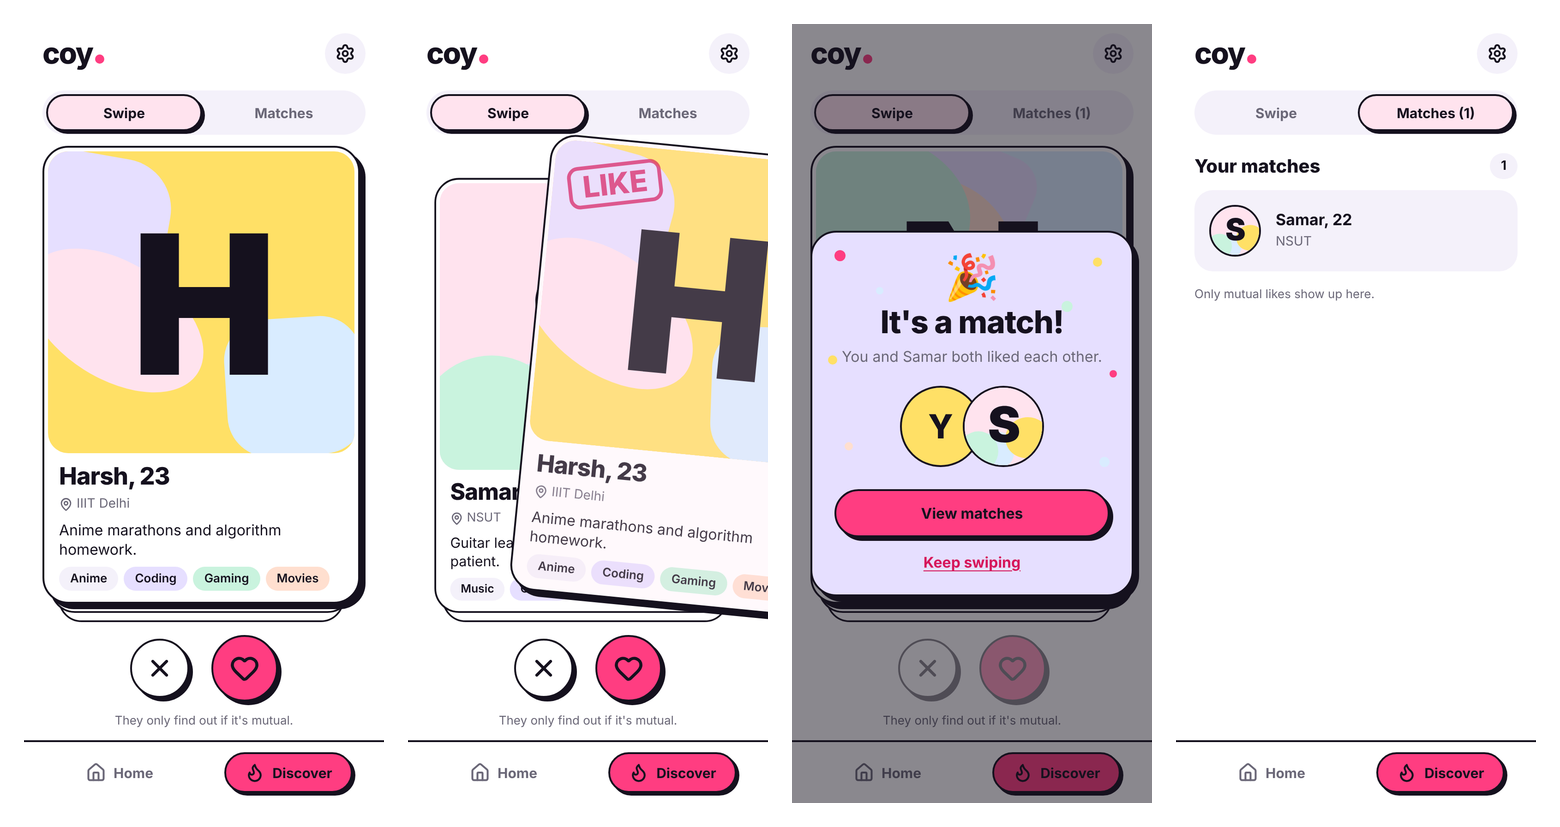 coy.
Swipe
Matches
H
Harsh, 23
IIIT Delhi
Anime marathons and algorithm
homework.
Anime
Coding
Gaming
Movies
They only find out if it's mutual.
Home
Discover
coy.
Swipe
Matches
LIKE
H
Harsh, 23
IIIT Delhi
Anime marathons and algorithm
homework.
Anime
Coding
Gaming
Samar
NSUT
Guitar
patient.
Music
They only find out if it's mutual.
Home
Discover
coy.
Swipe
Matches (1)
It's a match!
You and Samar both liked each other.
Y
S
View matches
Keep swiping
They only find out if it's mutual.
Home
Discover
coy.
Swipe
Matches (1)
Your matches
1
S
Samar, 22
NSUT
Only mutual likes show up here.
Home
Discover